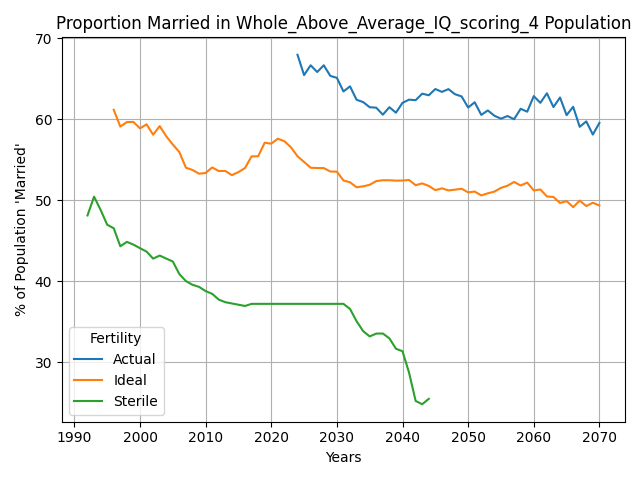 Proportion Married in Whole_Above_Average_IQ_scoring_4 Population
% of Population 'Married'
70
60
50
40
30
Fertility
Actual
Ideal
Sterile
1990 2000 2010 2020 2030 2040 2050 2060 2070
Years